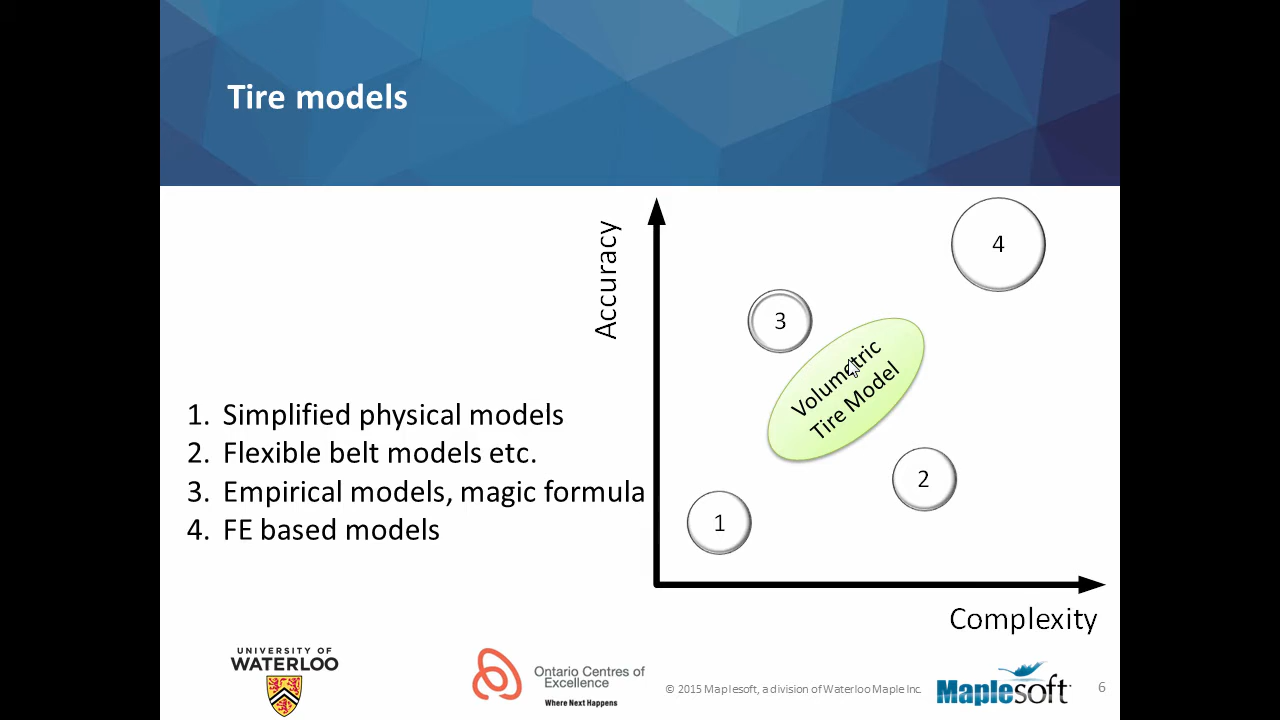 Tire models
Accuracy
4
3
Volumetric
Tire Model
2
1
Complexity
1. Simplified physical models
2. Flexible belt models etc.
3. Empirical models, magic formula
4. FE based models
UNIVERSITY OF
WATERLOO
Ontario Centres of
Excellence
Where Next Happens
© 2015 Maplesoft, a division of Waterloo Maple Inc.
Maplesoft
6